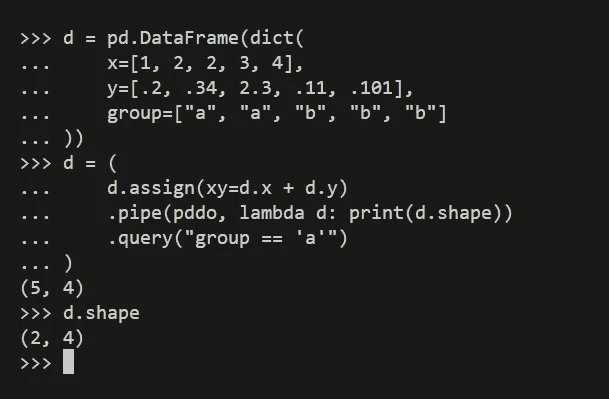 >>> d = pd.DataFrame(dict(
...     x=[1, 2, 2, 3, 4],
...     y=[.2, .34, 2.3, .11, .101],
...     group=["a", "a", "b", "b", "b"]
... ))
>>> d = (
...     d.assign(xy=d.x + d.y)
...     .pipe(pddo, lambda d: print(d.shape))
...     .query("group == 'a'")
... )
(5, 4)
>>> d.shape
(2, 4)
>>>